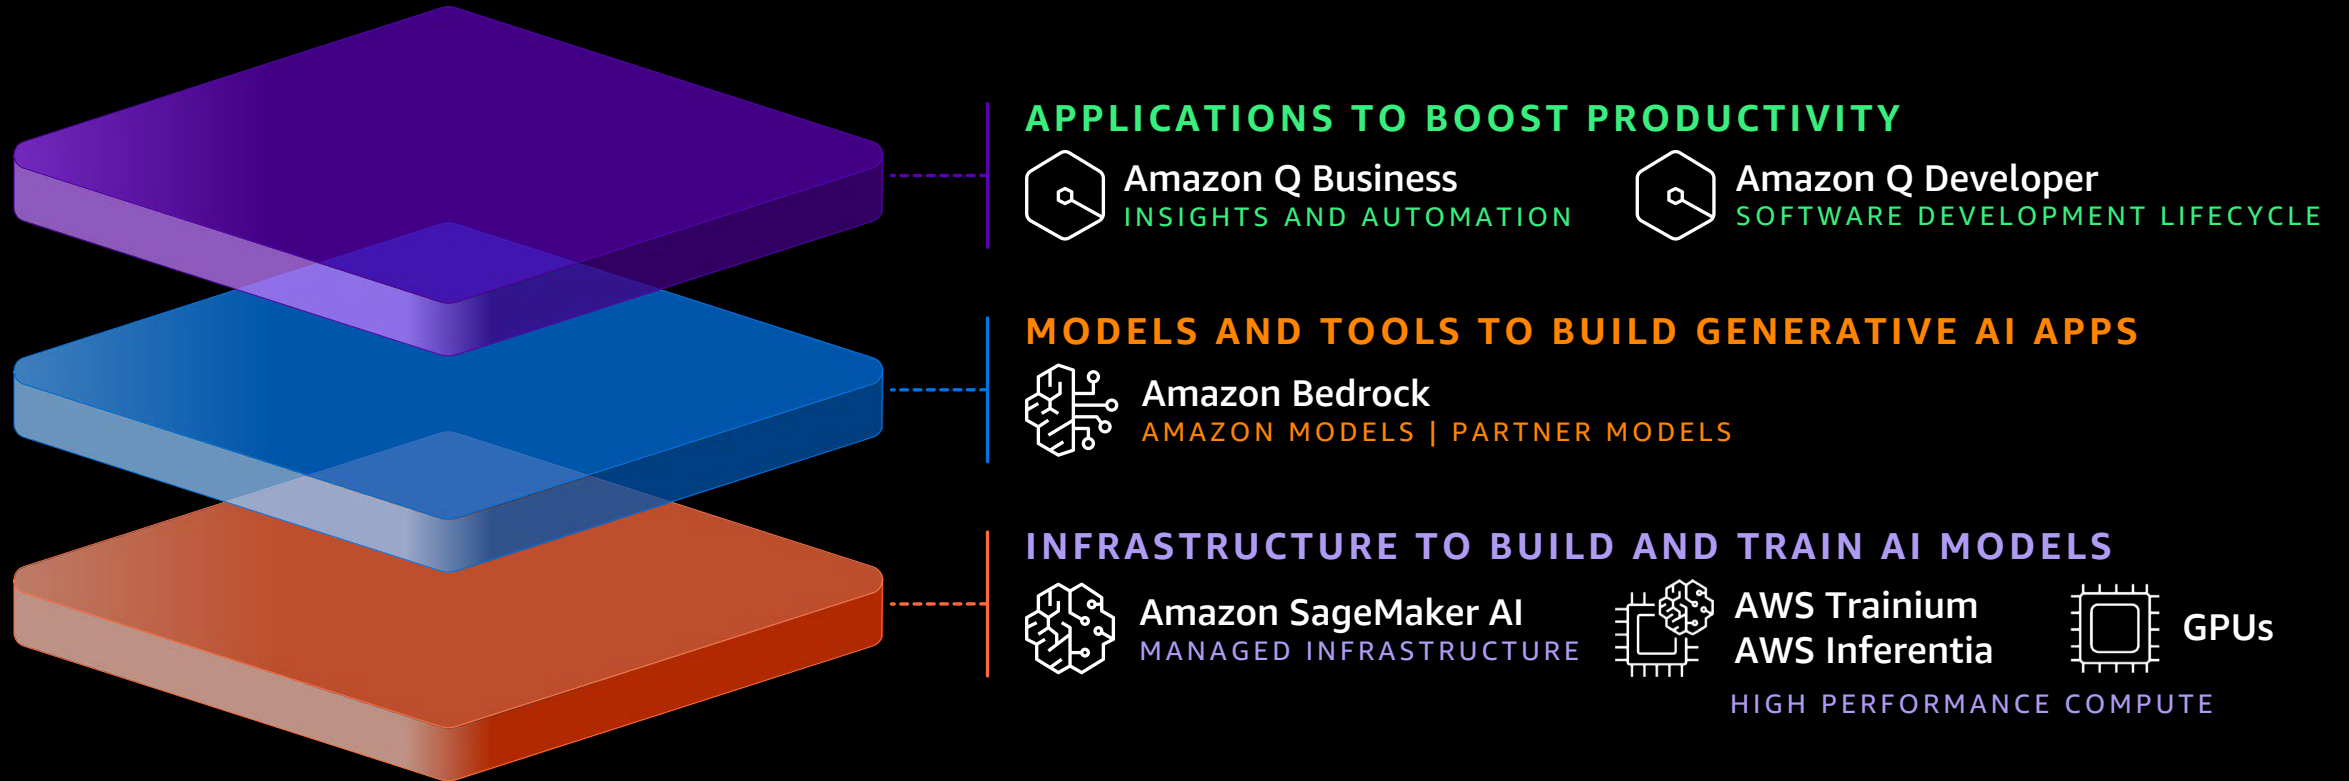 APPLICATIONS TO BOOST PRODUCTIVITY
Amazon Q Business
INSIGHTS AND AUTOMATION
Amazon Q Developer
SOFTWARE DEVELOPMENT LIFECYCLE
MODELS AND TOOLS TO BUILD GENERATIVE AI APPS
Amazon Bedrock
AMAZON MODELS | PARTNER MODELS
INFRASTRUCTURE TO BUILD AND TRAIN AI MODELS
Amazon SageMaker AI
MANAGED INFRASTRUCTURE
AWS Trainium
AWS Inferentia
GPUs
HIGH PERFORMANCE COMPUTE